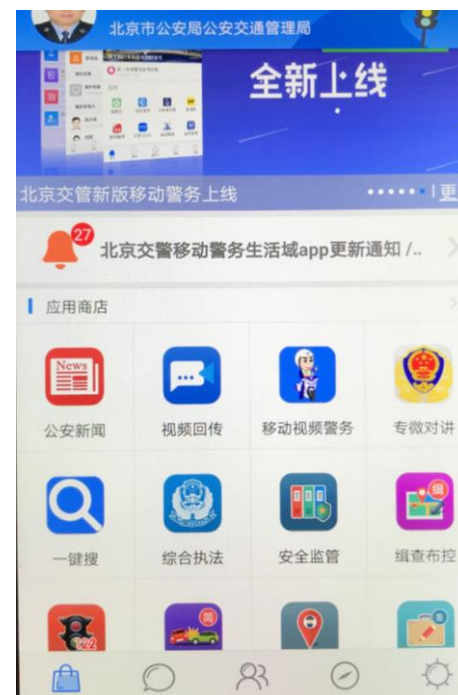 北京市公安局公安交通管理局
全新上线
北京交管新版移动警务上线
更
27
北京交警移动警务生活域app更新通知 /..
应用商店
News
公安新闻
视频回传
移动视频警务
专微对讲
缉
一键搜
综合执法
安全监管
缉查布控
122
简